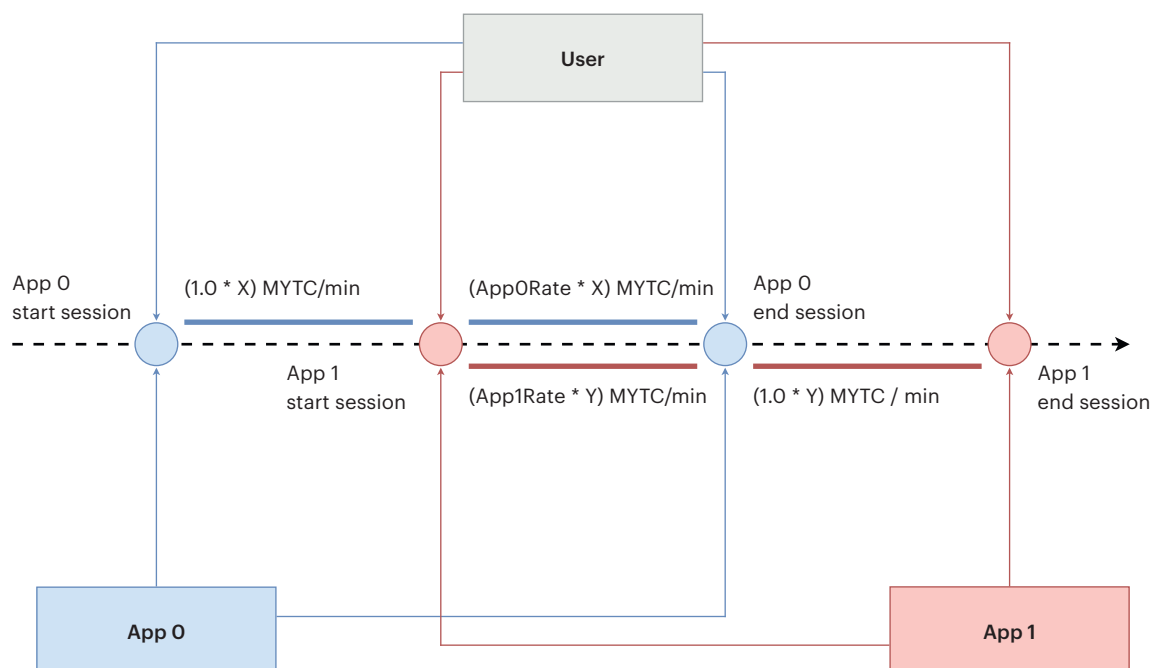 User
App 0
start session
(1.0 * X) MYTC/min
(App0Rate * X) MYTC/min
App 0
end session
App 1
start session
(App1Rate * Y) MYTC/min
(1.0 * Y) MYTC / min
App 1
end session
App 0
App 1